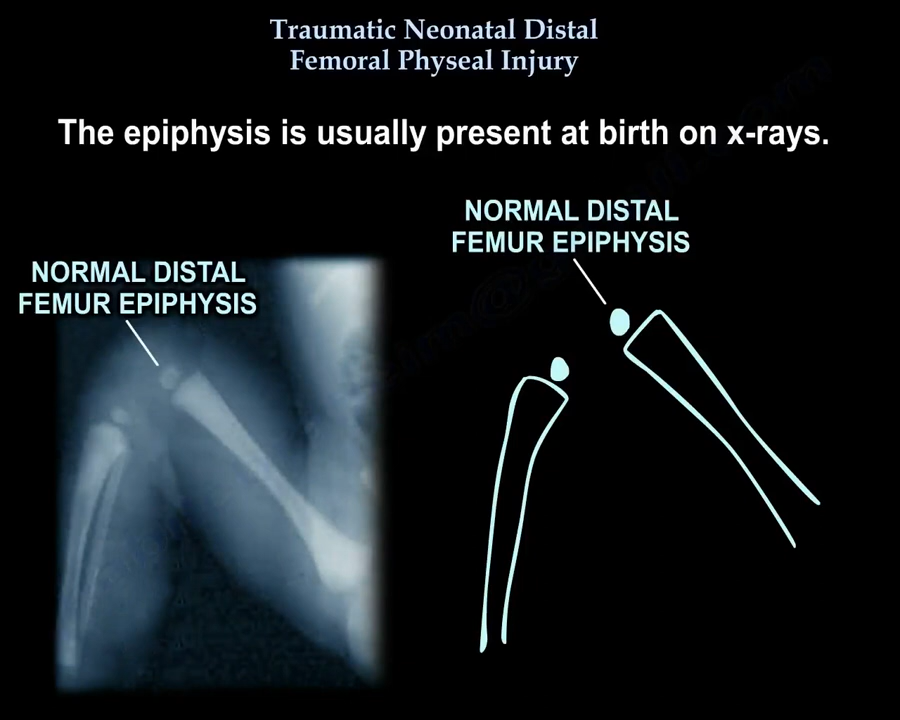 Traumatic Neonatal Distal
Femoral Physeal Injury
The epiphysis is usually present at birth on x-rays.
NORMAL DISTAL
FEMUR EPIPHYSIS
NORMAL DISTAL
FEMUR EPIPHYSIS